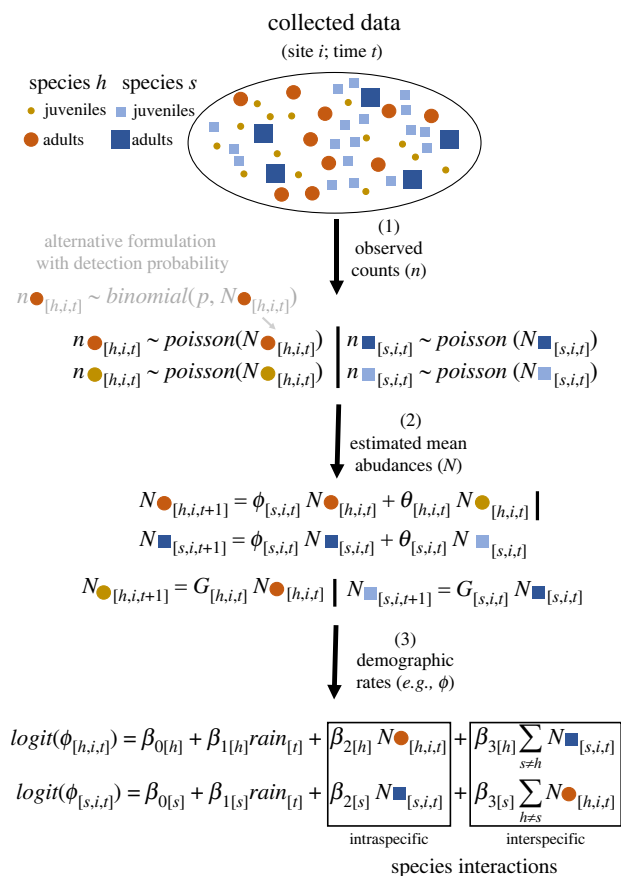 collected data
(site i; time t)
species h species s
juveniles juveniles
adults adults
(1)
observed
counts (n)
alternative formulation
with detection probability
n●[h,i,t] ~ binomial(p, N●[h,i,t])
n●[h,i,t] ~ poisson(N●[h,i,t]) | n■[s,i,t] ~ poisson (N■[s,i,t])
n●[h,i,t] ~ poisson(N●[h,i,t]) | n■[s,i,t] ~ poisson (N■[s,i,t])
(2)
estimated mean
abudances (N)
N●[h,i,t+1] = ϕ[s,i,t] N●[h,i,t] + θ[h,i,t] N●[h,i,t] |
N■[s,i,t+1] = ϕ[s,i,t] N■[s,i,t] + θ[s,i,t] N■[s,i,t]
N●[h,i,t+1] = G[h,i,t] N●[h,i,t] | N■[s,i,t+1] = G[s,i,t] N■[s,i,t]
(3)
demographic
rates (e.g., ϕ)
logit(ϕ[h,i,t]) = β0[h] + β1[h]rain[t] + β2[h] N●[h,i,t] + β3[h] ∑ s≠h N■[s,i,t]
logit(ϕ[s,i,t]) = β0[s] + β1[s]rain[t] + β2[s] N■[s,i,t] + β3[s] ∑ h≠s N●[h,i,t]
intraspecific interspecific
species interactions